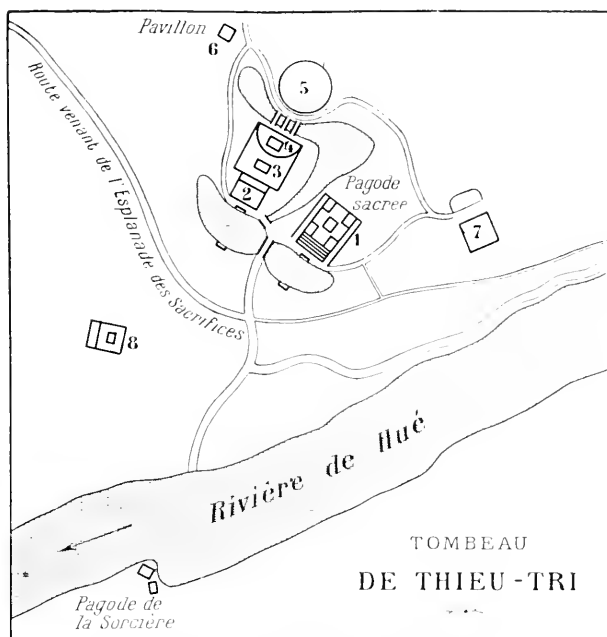 Pavillon
6
5
Route venant de l'Esplanade des Sacrifices
4
3
2
Pagode
sacrée
1
7
8
Rivière de Hué
TOMBEAU
DE THIEU-TRI
Pagode de
la Sorcière